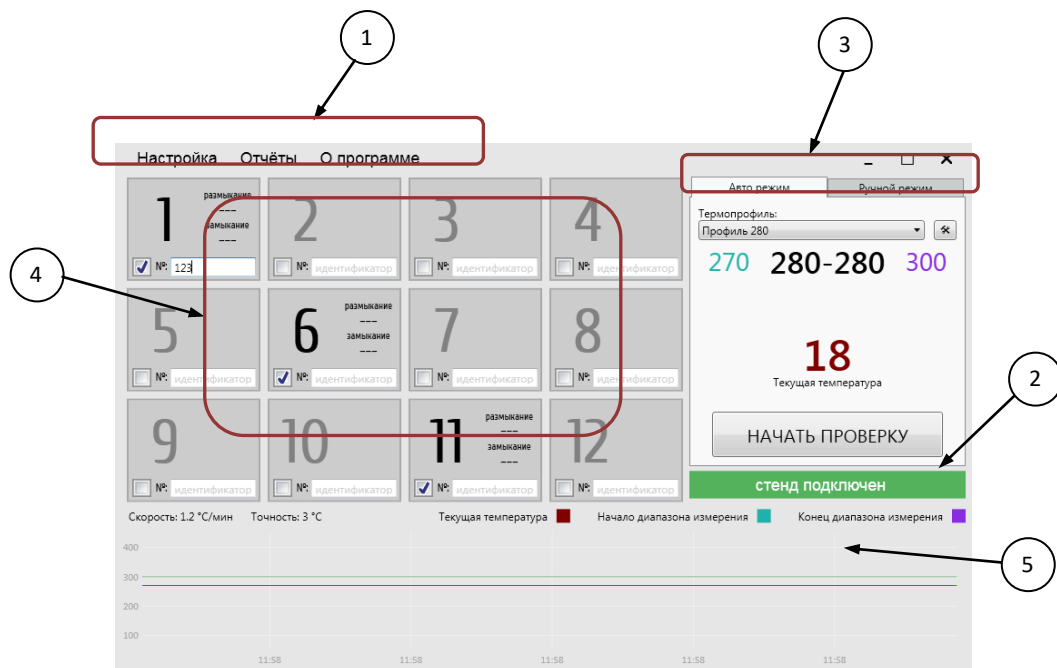 1
3
Настройка Отчёты О программе
Авто режим Ручной режим
1 размыкание
---
замыкание
---
2
3
4
Nº: 123
Nº: идентификатор
Nº: идентификатор
Nº: идентификатор
Термопрофиль:
Профиль 280
270 280-280 300
4
5
6 размыкание
---
замыкание
---
7
8
Nº: идентификатор
Nº: идентификатор
Nº: идентификатор
Nº: идентификатор
18
Текущая температура
2
9
10
11 размыкание
---
замыкание
---
12
Nº: идентификатор
Nº: идентификатор
Nº: идентификатор
Nº: идентификатор
НАЧАТЬ ПРОВЕРКУ
стенд подключен
Скорость: 1.2 °C/мин Точность: 3 °C Текущая температура Начало диапазона измерения Конец диапазона измерения
5
400
300
200
100
11:58 11:58 11:58 11:58 11:58